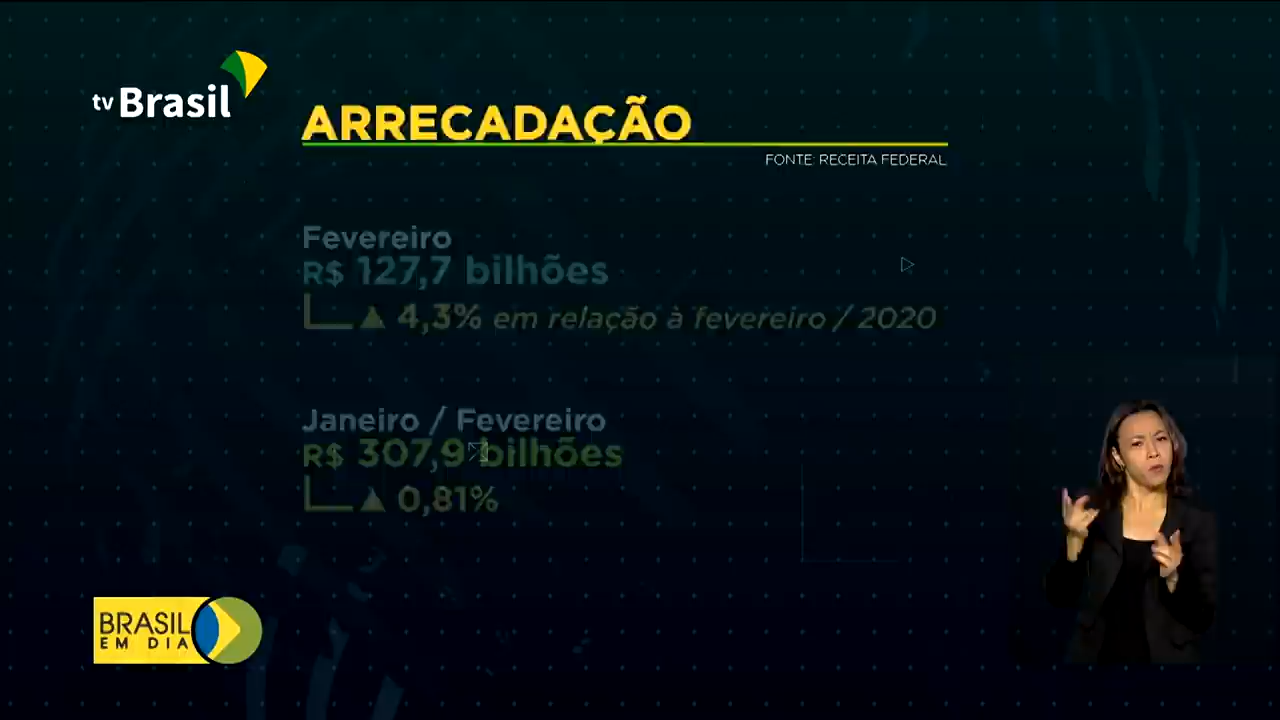 tv Brasil
ARRECADAÇÃO
FONTE: RECEITA FEDERAL
Fevereiro
R$ 127,7 bilhões
4,3% em relação à fevereiro / 2020
Janeiro / Fevereiro
R$ 307,9 bilhões
0,81%
BRASIL
EM DIA